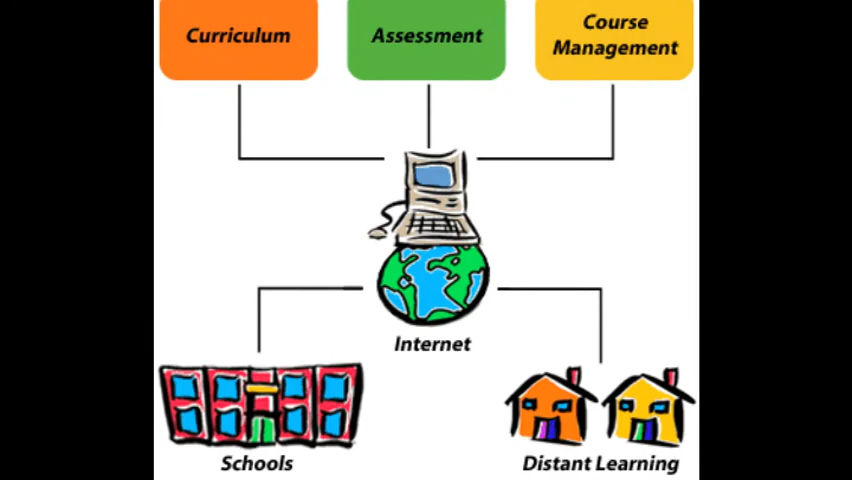 Curriculum
Assessment
Course
Management
Internet
Schools
Distant Learning